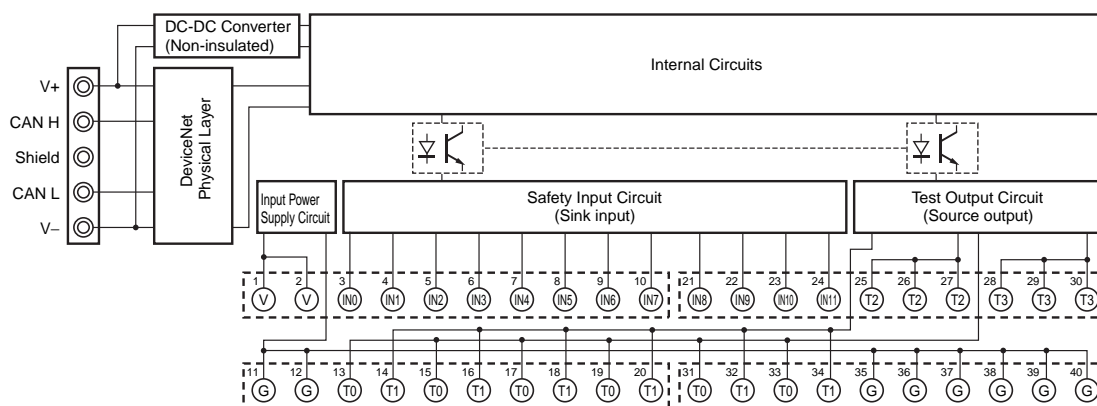 DC-DC Converter
(Non-insulated)
Internal Circuits
V+
CAN H
Shield
CAN L
V–
DeviceNet
Physical Layer
Input Power
Supply Circuit
Safety Input Circuit
(Sink input)
Test Output Circuit
(Source output)
1 2 3 4 5 6 7 8 9 10 21 22 23 24 25 26 27 28 29 30
V V IN0 IN1 IN2 IN3 IN4 IN5 IN6 IN7 IN8 IN9 IN10 IN11 T2 T2 T2 T3 T3 T3
11 12 13 14 15 16 17 18 19 20 31 32 33 34 35 36 37 38 39 40
G G T0 T1 T0 T1 T0 T1 T0 T1 T0 T1 T0 T1 G G G G G G